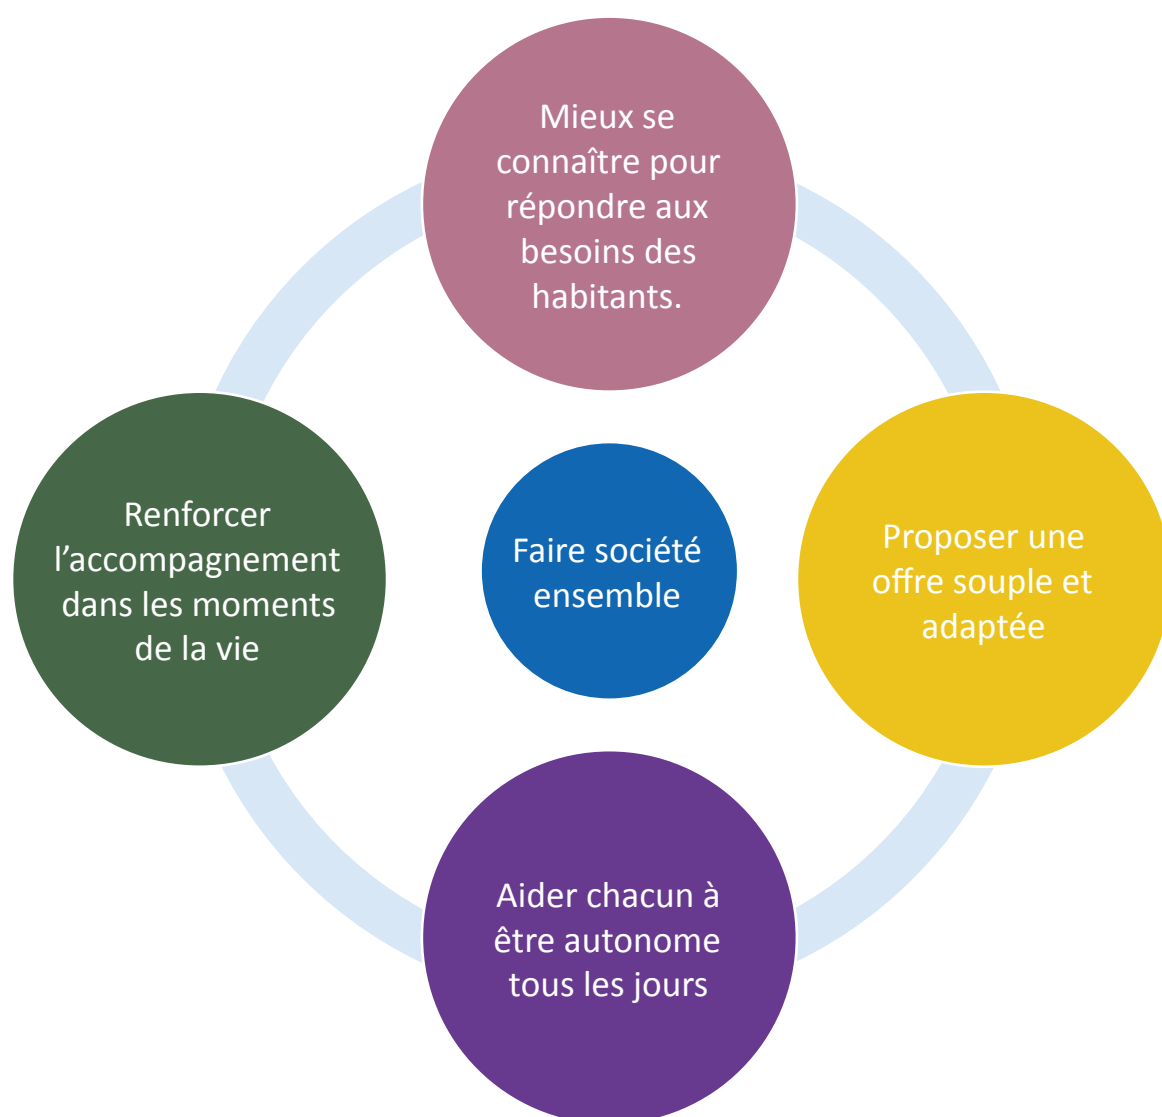 Mieux se
connaître pour
répondre aux
besoins des
habitants.
Renforcer
l’accompagnement
dans les moments
de la vie
Faire société
ensemble
Proposer une
offre souple et
adaptée
Aider chacun à
être autonome
tous les jours